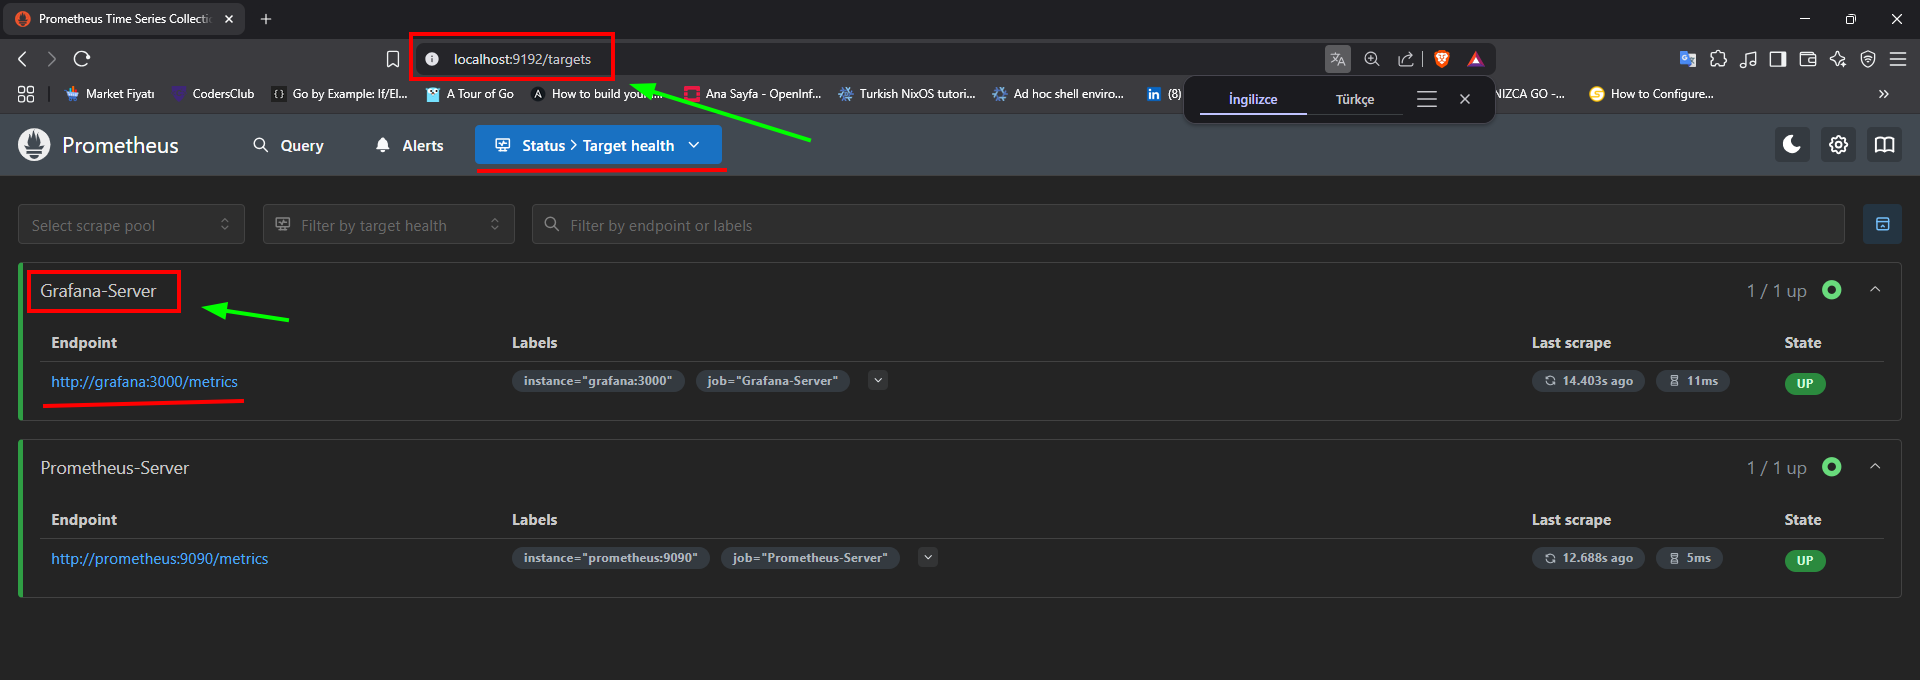 Prometheus Time Series Collecti
localhost:9192/targets
Market Fiyatı CodersClub Go by Example: If/El... A Tour of Go How to build your ... Ana Sayfa - OpenInf... Turkish NixOS tutori... Ad hoc shell enviro... (8) NIZCA GO -... How to Configure...
İngilizce Türkçe
Prometheus Query Alerts Status > Target health
Select scrape pool Filter by target health Filter by endpoint or labels
Grafana-Server 1 / 1 up
Endpoint Labels Last scrape State
http://grafana:3000/metrics instance="grafana:3000" job="Grafana-Server" 14.403s ago 11ms UP
Prometheus-Server 1 / 1 up
Endpoint Labels Last scrape State
http://prometheus:9090/metrics instance="prometheus:9090" job="Prometheus-Server" 12.688s ago 5ms UP